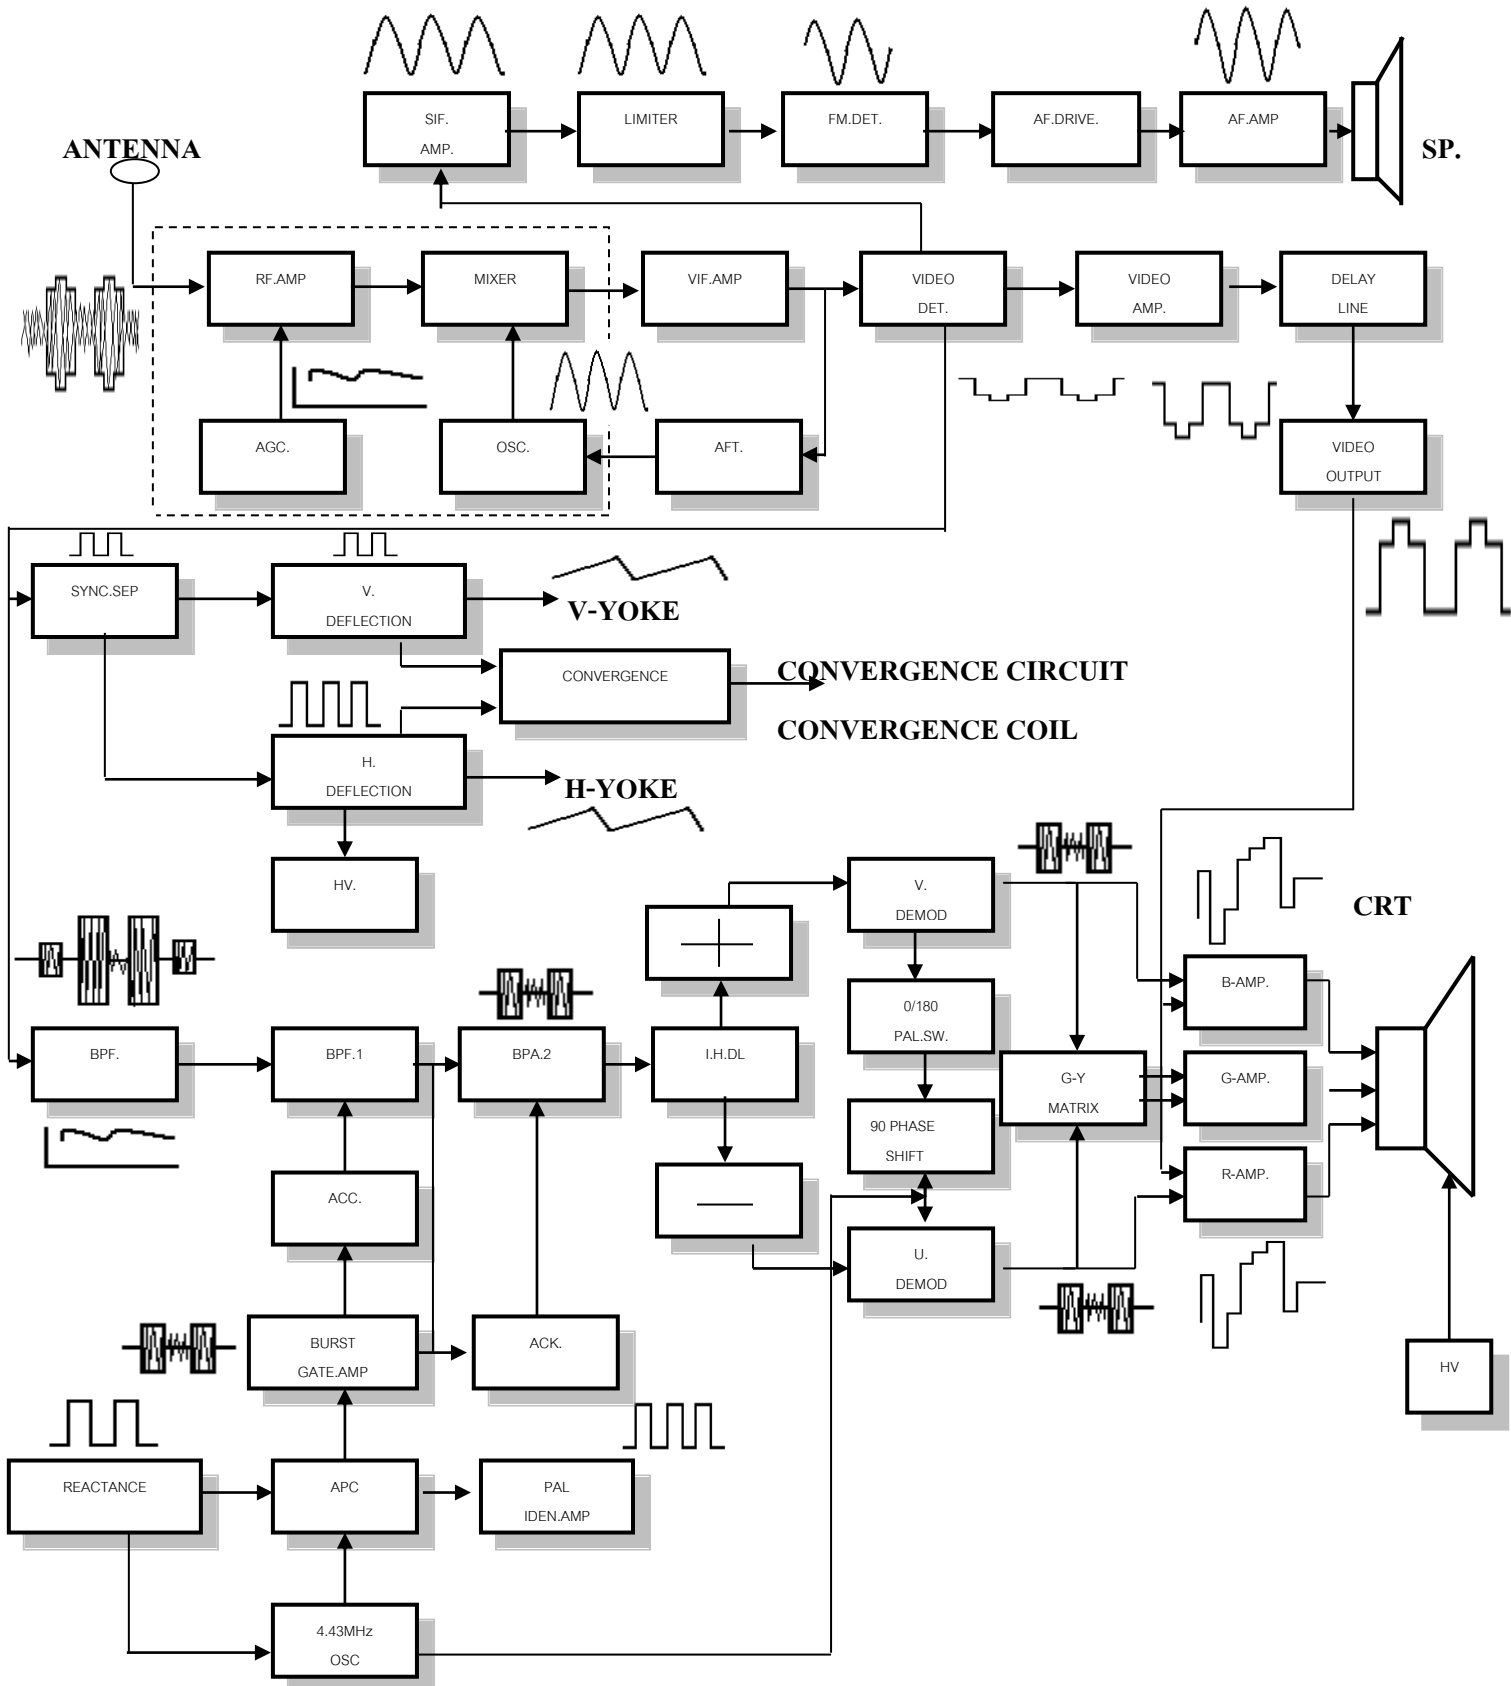 SIF.
AMP.
LIMITER
FM.DET.
AF.DRIVE.
AF.AMP
ANTENNA
SP.
RF.AMP
MIXER
VIF.AMP
VIDEO
DET.
VIDEO
AMP.
DELAY
LINE
AGC.
OSC.
AFT.
VIDEO
OUTPUT
SYNC.SEP
V.
DEFLECTION
V-YOKE
CONVERGENCE
CONVERGENCE CIRCUIT
CONVERGENCE COIL
H.
DEFLECTION
H-YOKE
HV.
V.
DEMOD
CRT
0/180
PAL.SW.
B-AMP.
BPF.
BPF.1
BPA.2
I.H.DL
G-Y
MATRIX
G-AMP.
90 PHASE
SHIFT
R-AMP.
ACC.
U.
DEMOD
BURST
GATE.AMP
ACK.
HV
REACTANCE
APC
PAL
IDEN.AMP
4.43MHz
OSC